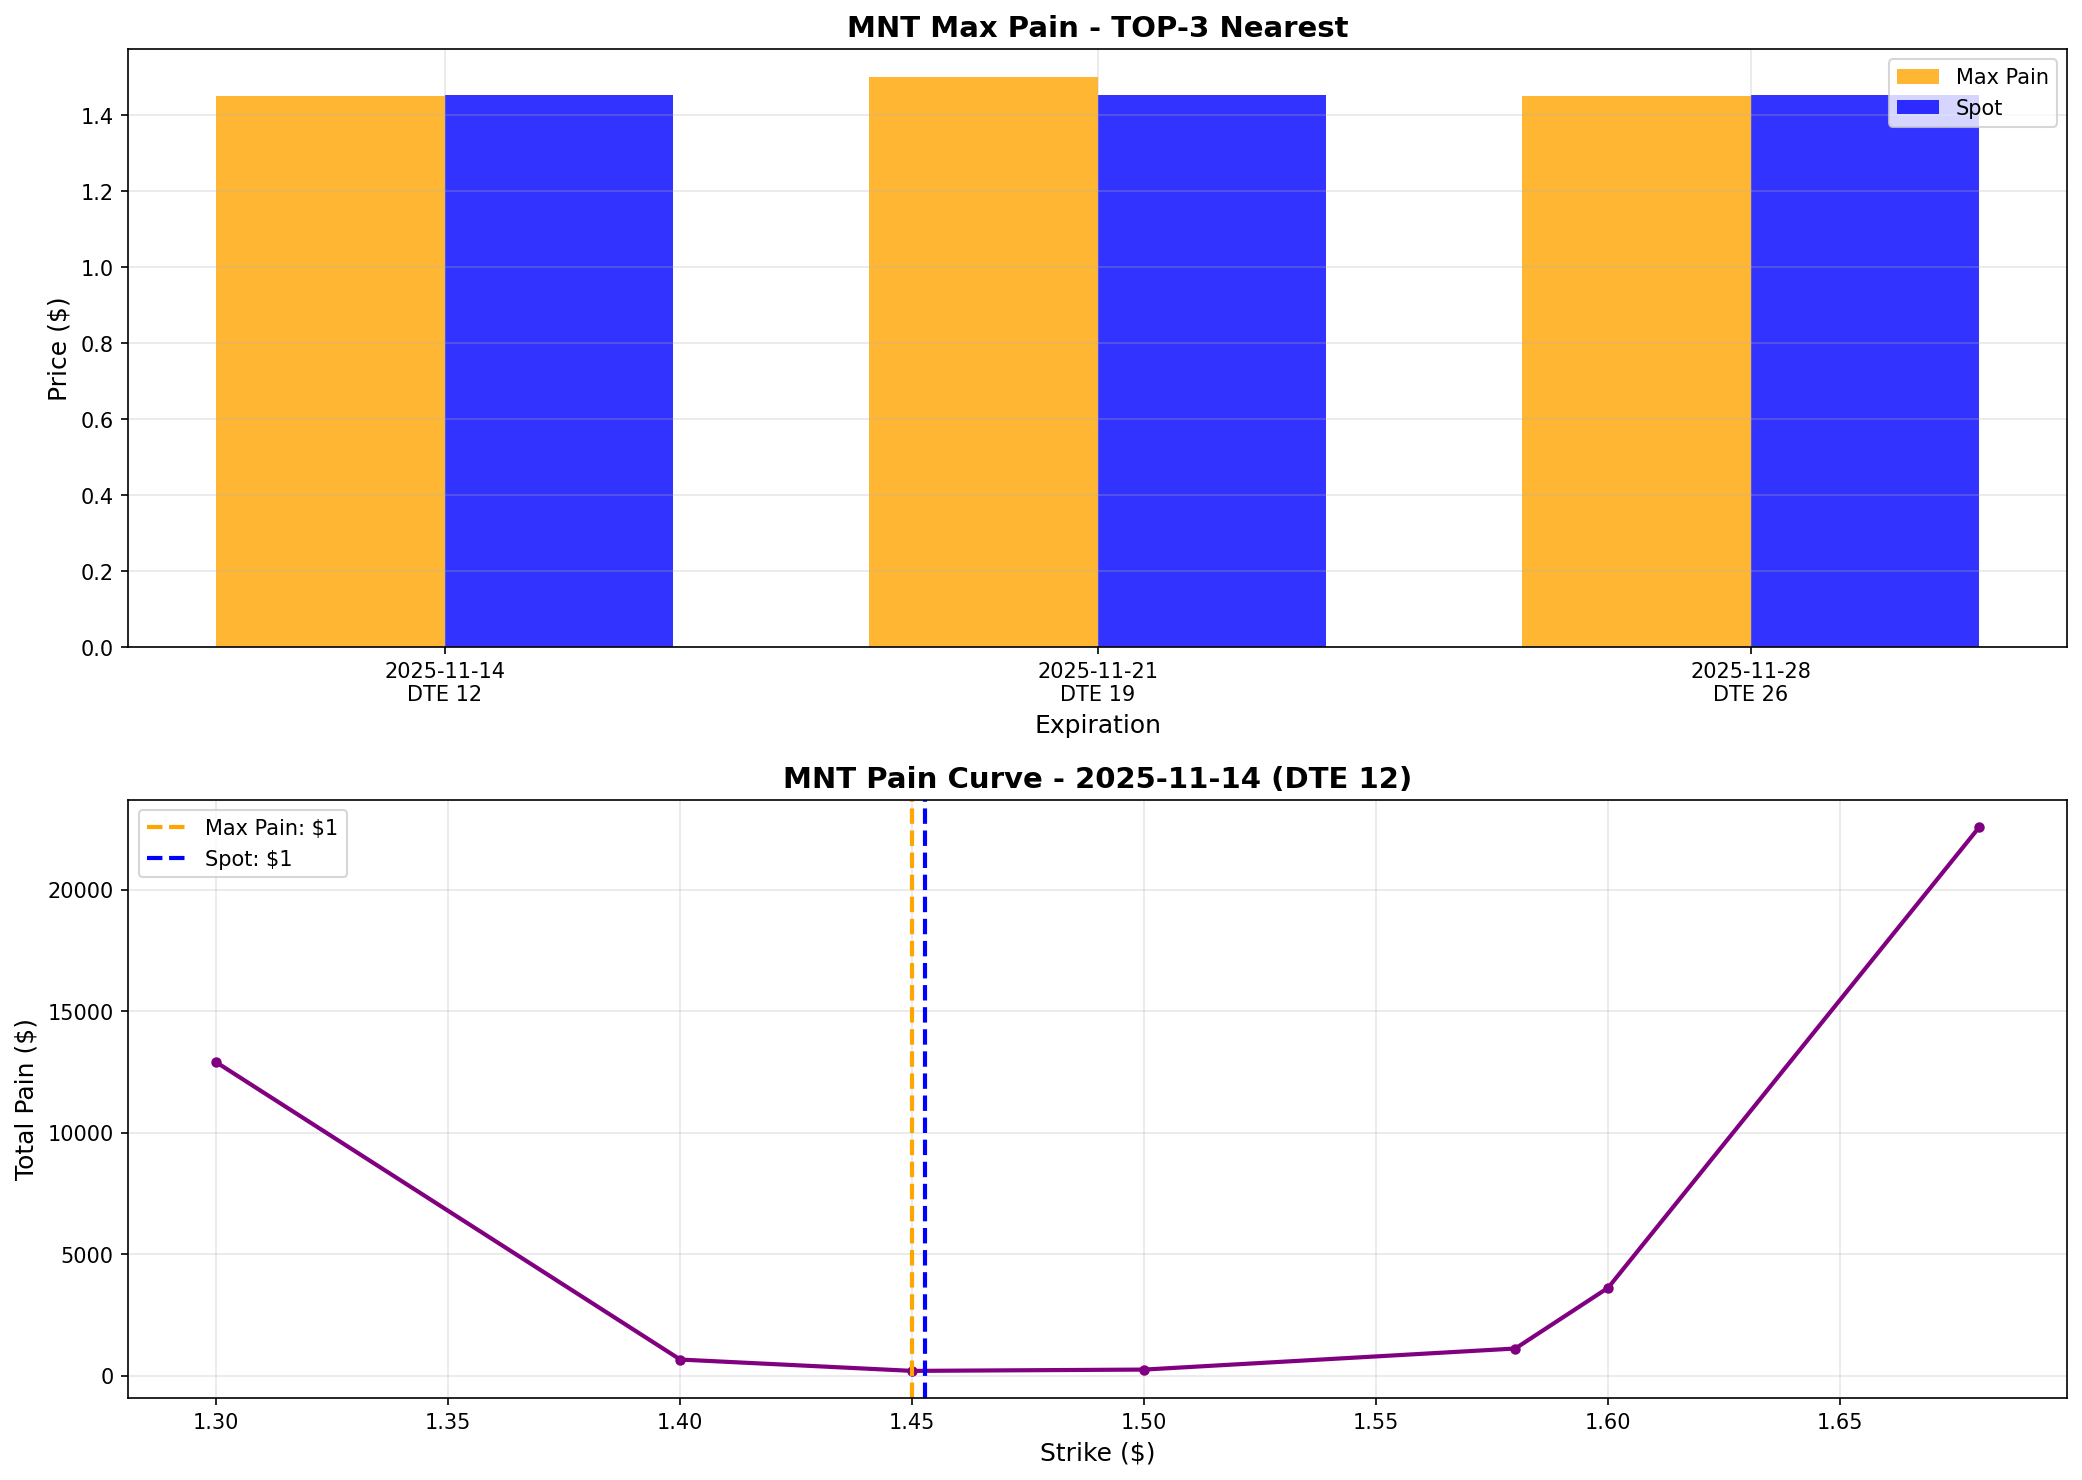 MNT Max Pain - TOP-3 Nearest
Max Pain
Spot
Price ($)
1.4
1.2
1.0
0.8
0.6
0.4
0.2
0.0
2025-11-14
DTE 12
2025-11-21
DTE 19
2025-11-28
DTE 26
Expiration
MNT Pain Curve - 2025-11-14 (DTE 12)
Max Pain: $1
Spot: $1
Total Pain ($)
20000
15000
10000
5000
0
1.30
1.35
1.40
1.45
1.50
1.55
1.60
1.65
Strike ($)